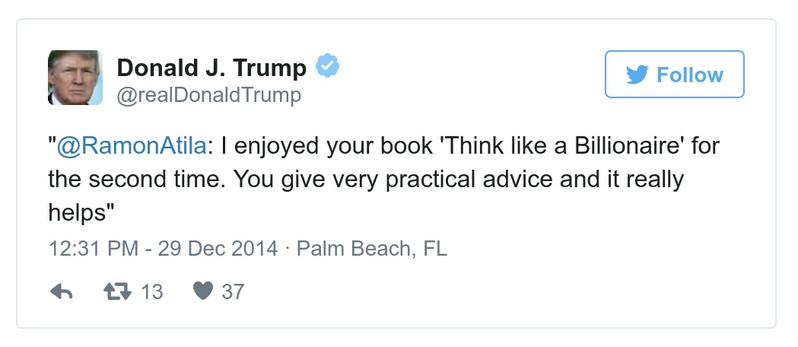 Donald J. Trump
@realDonaldTrump
Follow
"@RamonAtila: I enjoyed your book 'Think like a Billionaire' for
the second time. You give very practical advice and it really
helps"
12:31 PM - 29 Dec 2014 · Palm Beach, FL
13 37